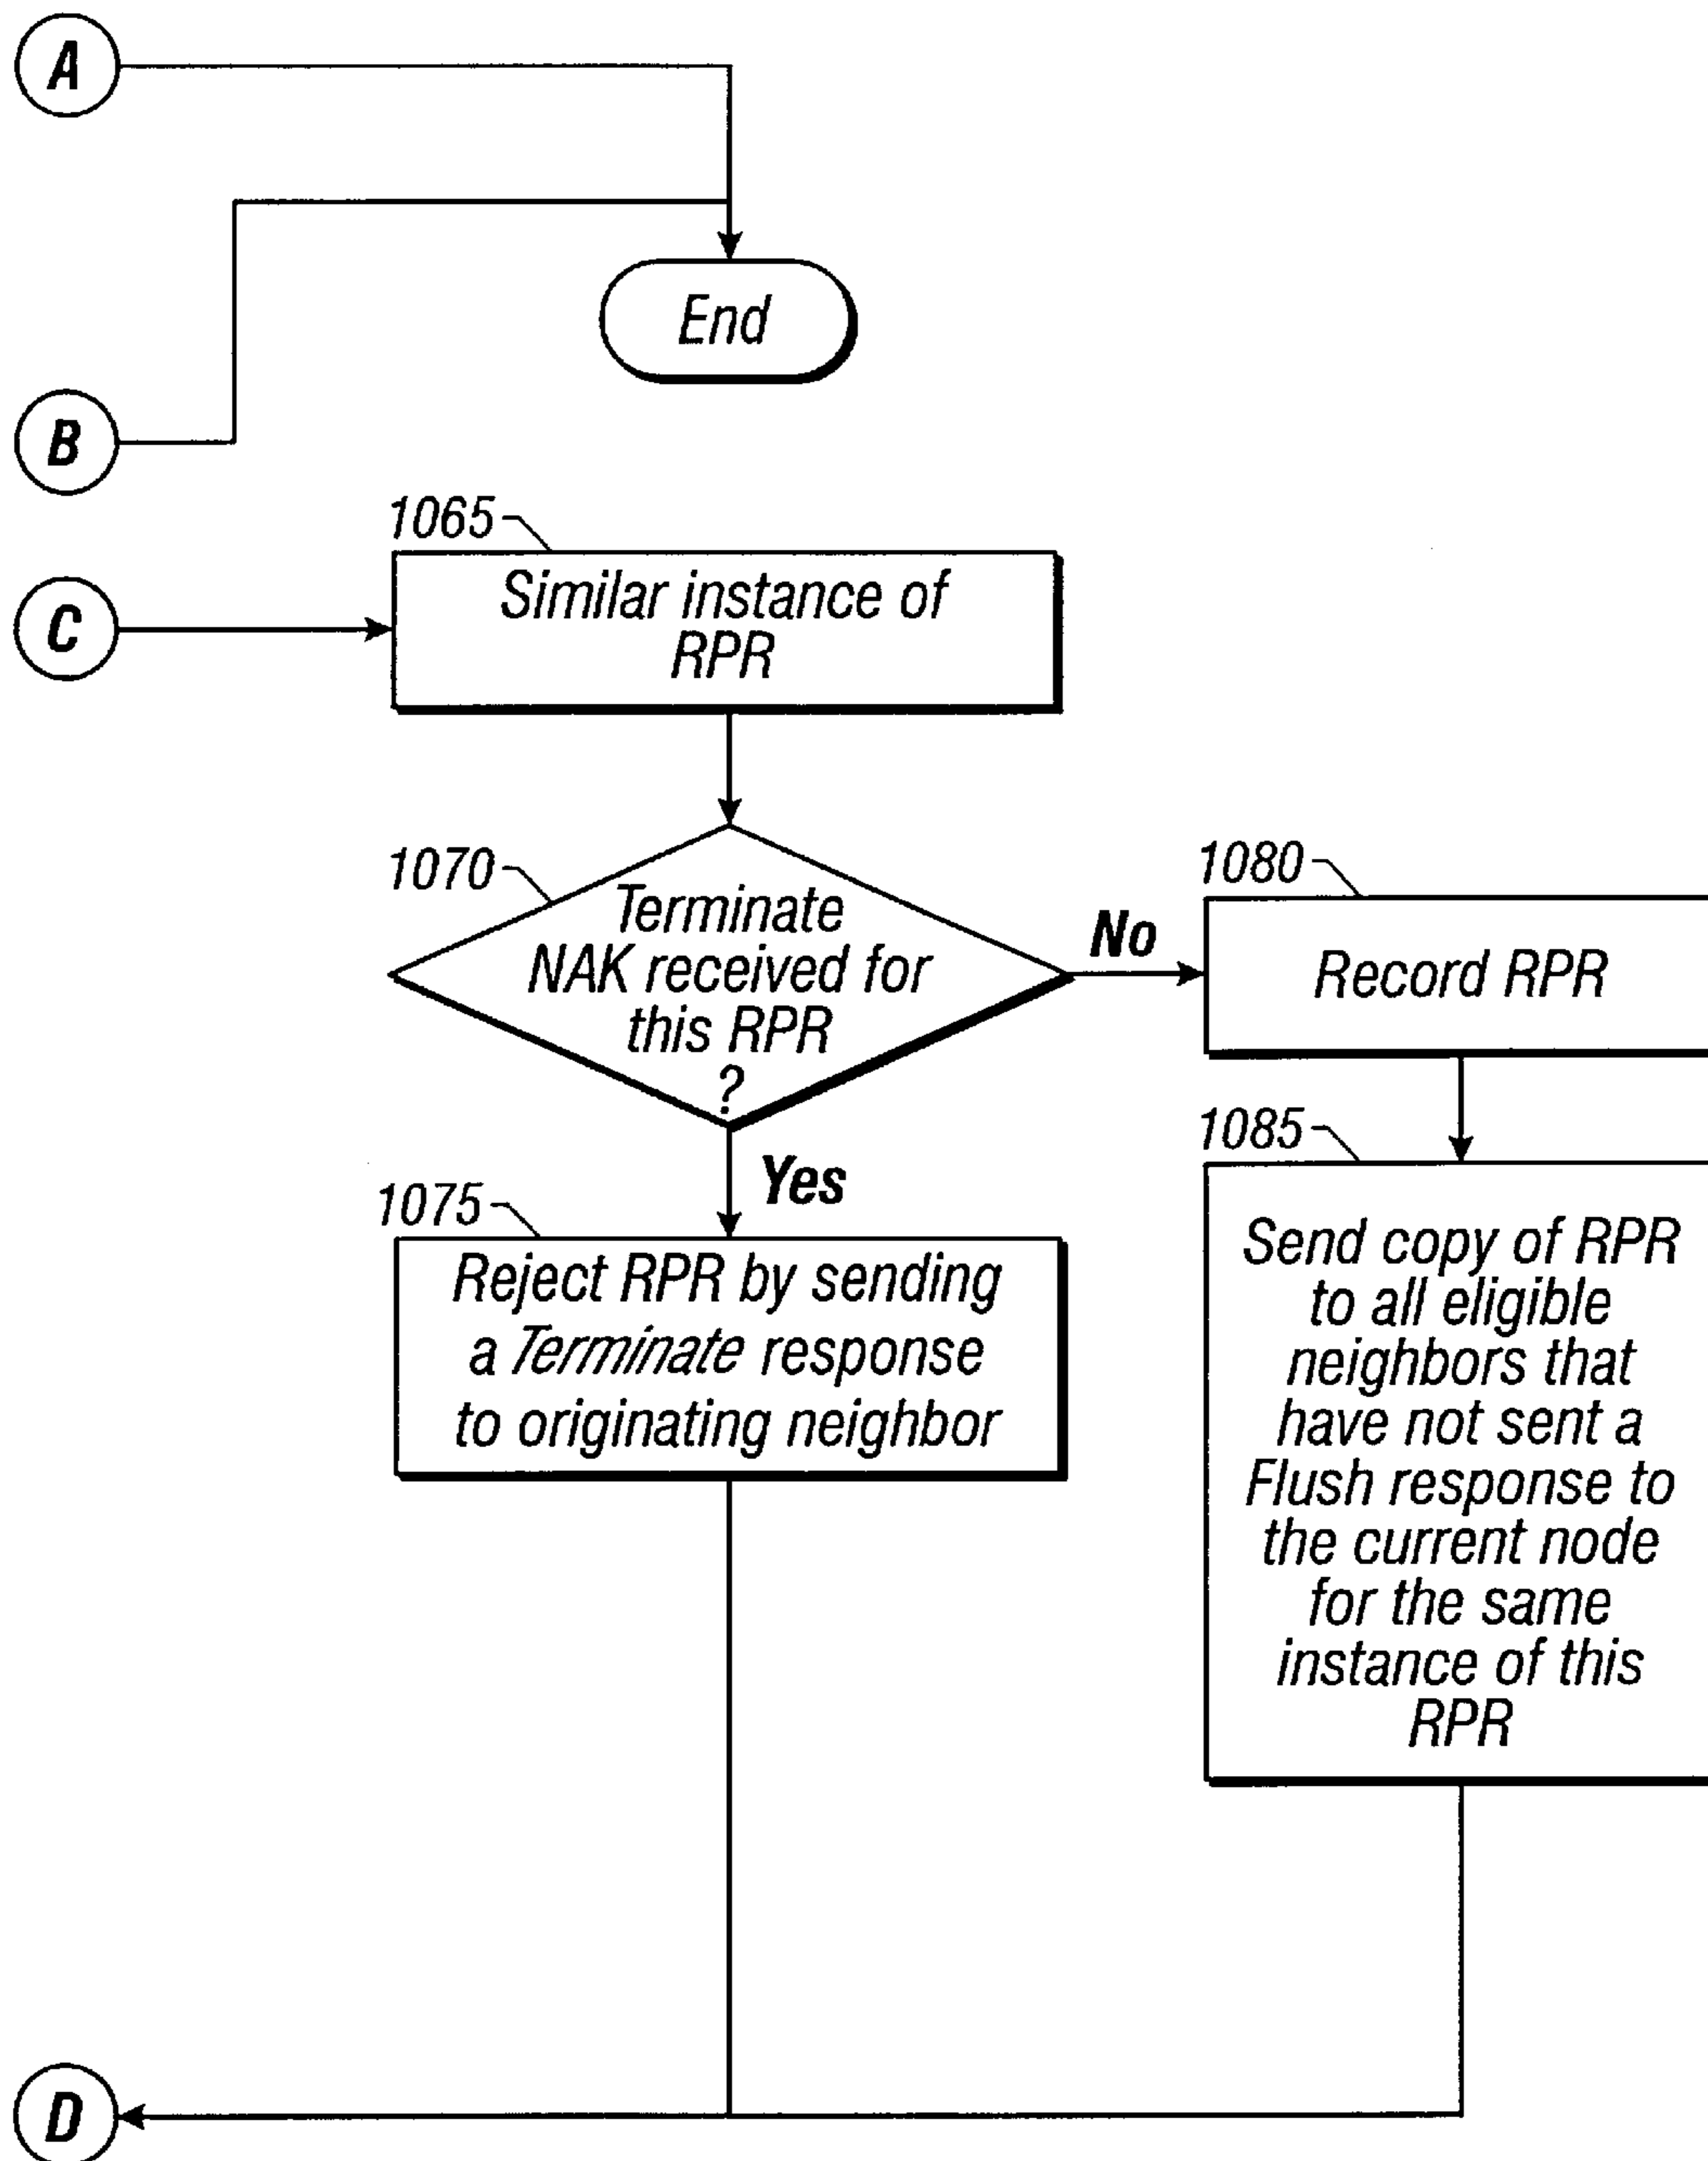 A
End
B
1065
C
Similar instance of
RPR
1070
Terminate
NAK received for
this RPR
?
No
1080
Record RPR
Yes
1075
Reject RPR by sending
a Terminate response
to originating neighbor
1085
Send copy of RPR
to all eligible
neighbors that
have not sent a
Flush response to
the current node
for the same
instance of this
RPR
D